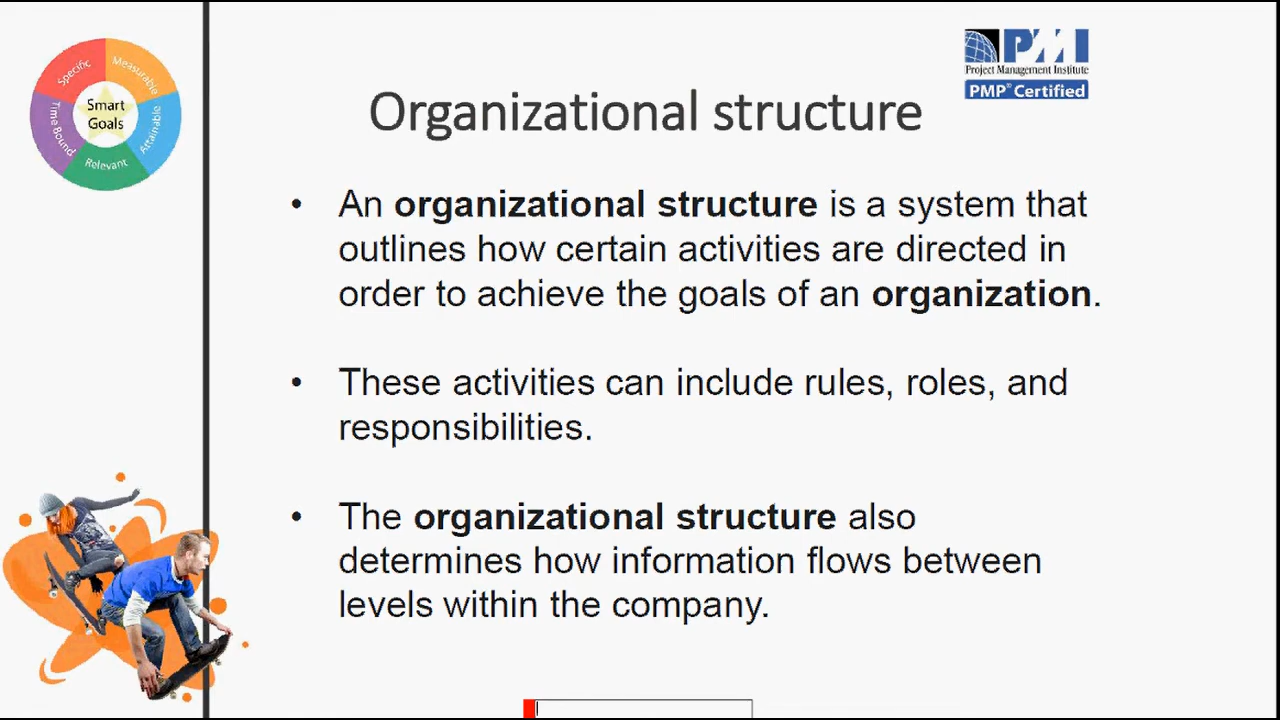 Specific
Measurable
Smart
Goals
Time Bound
Attainable
Relevant
PMI
Project Management Institute
PMP® Certified
Organizational structure
• An organizational structure is a system that
outlines how certain activities are directed in
order to achieve the goals of an organization.
• These activities can include rules, roles, and
responsibilities.
• The organizational structure also
determines how information flows between
levels within the company.